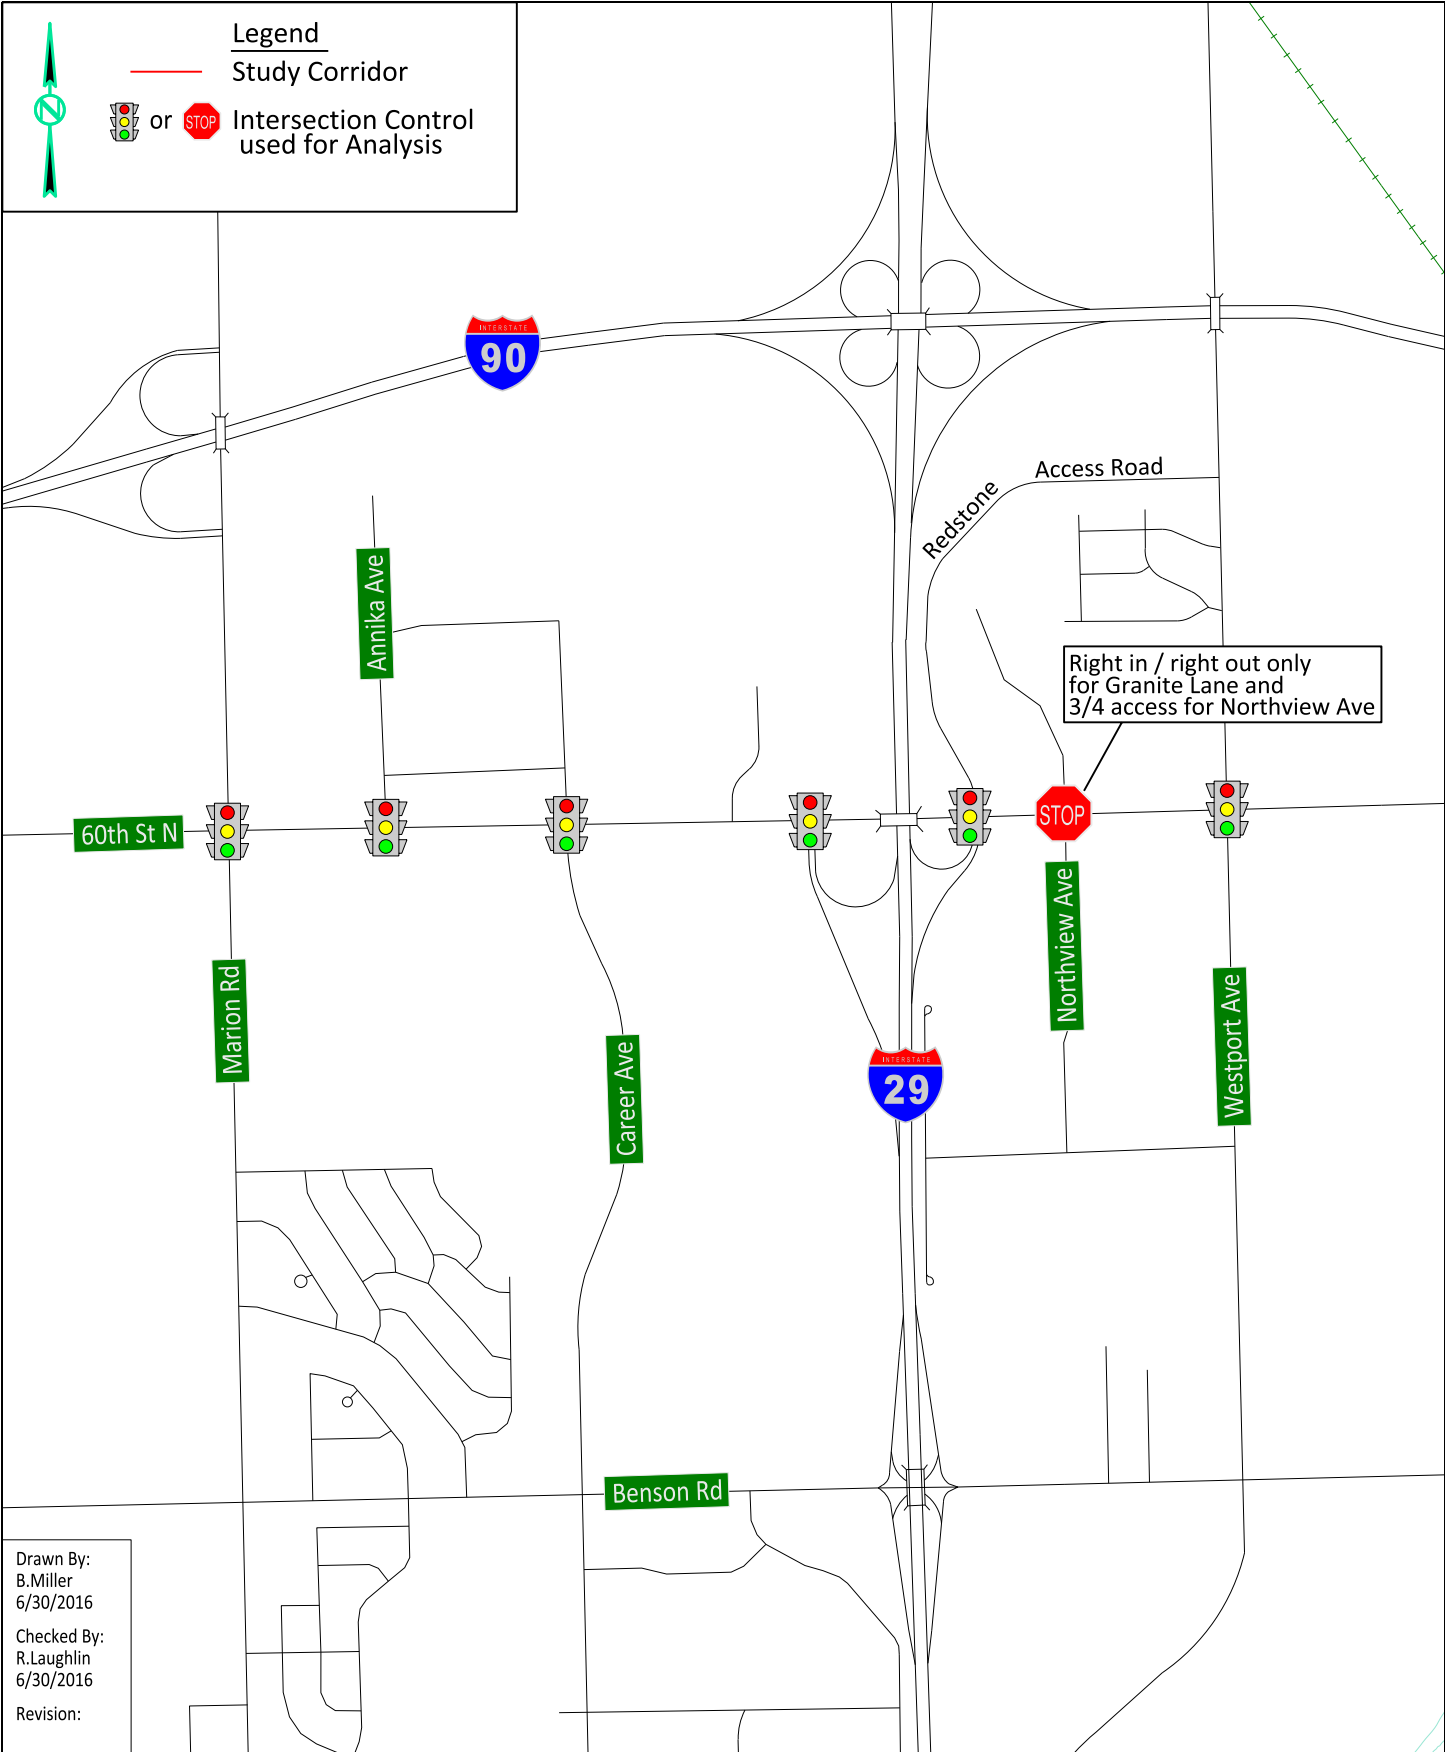 Legend
Study Corridor
N
or STOP Intersection Control
used for Analysis
INTERSTATE
90
Access Road
Redstone
Annika Ave
Right in / right out only
for Granite Lane and
3/4 access for Northview Ave
60th St N
STOP
Marion Rd
Career Ave
Northview Ave
Westport Ave
INTERSTATE
29
Benson Rd
Drawn By:
B.Miller
6/30/2016
Checked By:
R.Laughlin
6/30/2016
Revision: